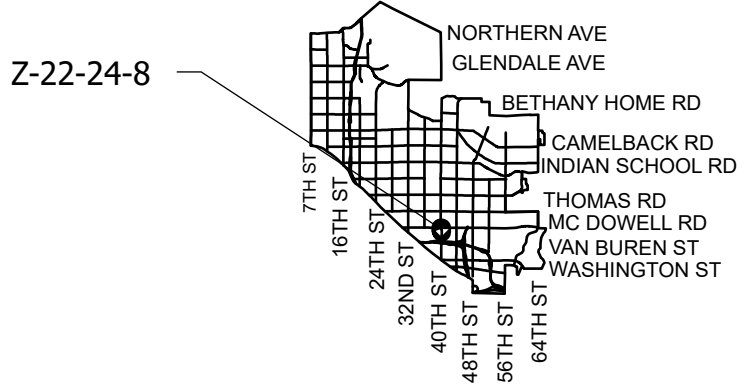 Z-22-24-8
NORTHERN AVE
GLENDALE AVE
BETHANY HOME RD
CAMELBACK RD
INDIAN SCHOOL RD
THOMAS RD
MC DOWELL RD
VAN BUREN ST
WASHINGTON ST
7TH ST
16TH ST
24TH ST
32ND ST
40TH ST
48TH ST
56TH ST
64TH ST